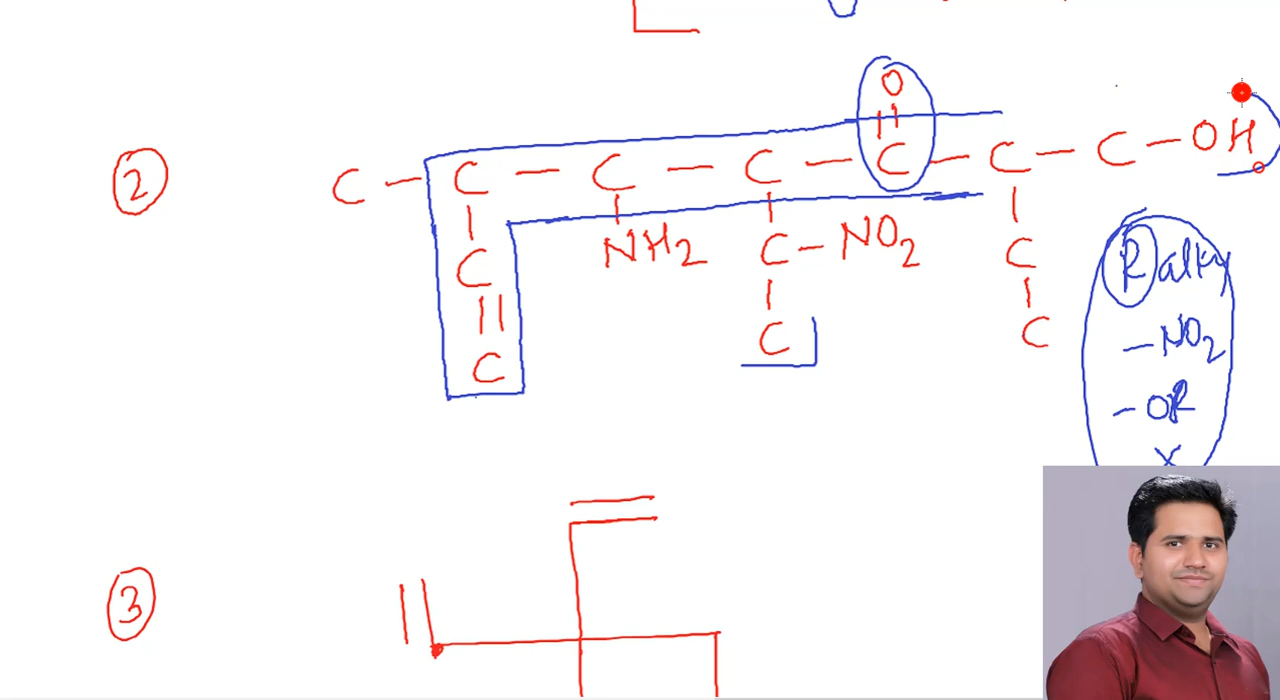 O
||
② C – C – C – C – C – C – C – OH
| | | |
C NH2 C – NO2 C
|| | |
C C C
R alky
– NO2
– OR
X
③